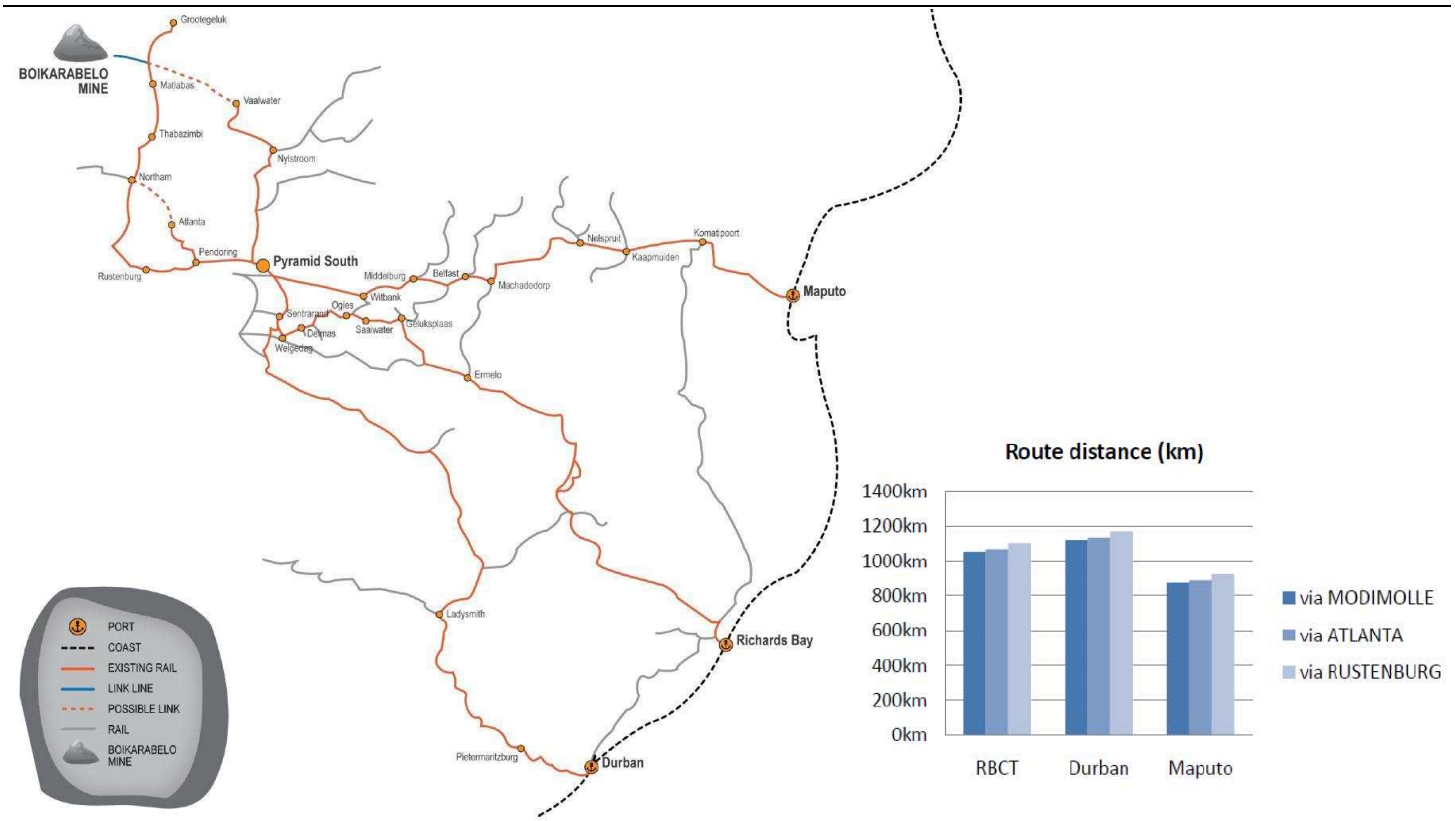 Grootegeluk
BOIKARABELO
MINE
Matlabas
Vaalwater
Thabazimbi
Nylstroom
Northam
Atlanta
Pendoring
Rustenburg
Pyramid South
Nelspruit
Komatipoort
Kaapmuiden
Middelburg
Belfast
Machadodorp
Witbank
Maputo
Ogies
Sentrarand
Delmas
Saaiwater
Geluksplaas
Welgedag
Ermelo
Ladysmith
Richards Bay
Pietermaritzburg
Durban
PORT
COAST
EXISTING RAIL
LINK LINE
POSSIBLE LINK
RAIL
BOIKARABELO
MINE
Route distance (km)
1400km
1200km
1000km
800km
600km
400km
200km
0km
RBCT
Durban
Maputo
via MODIMOLLE
via ATLANTA
via RUSTENBURG